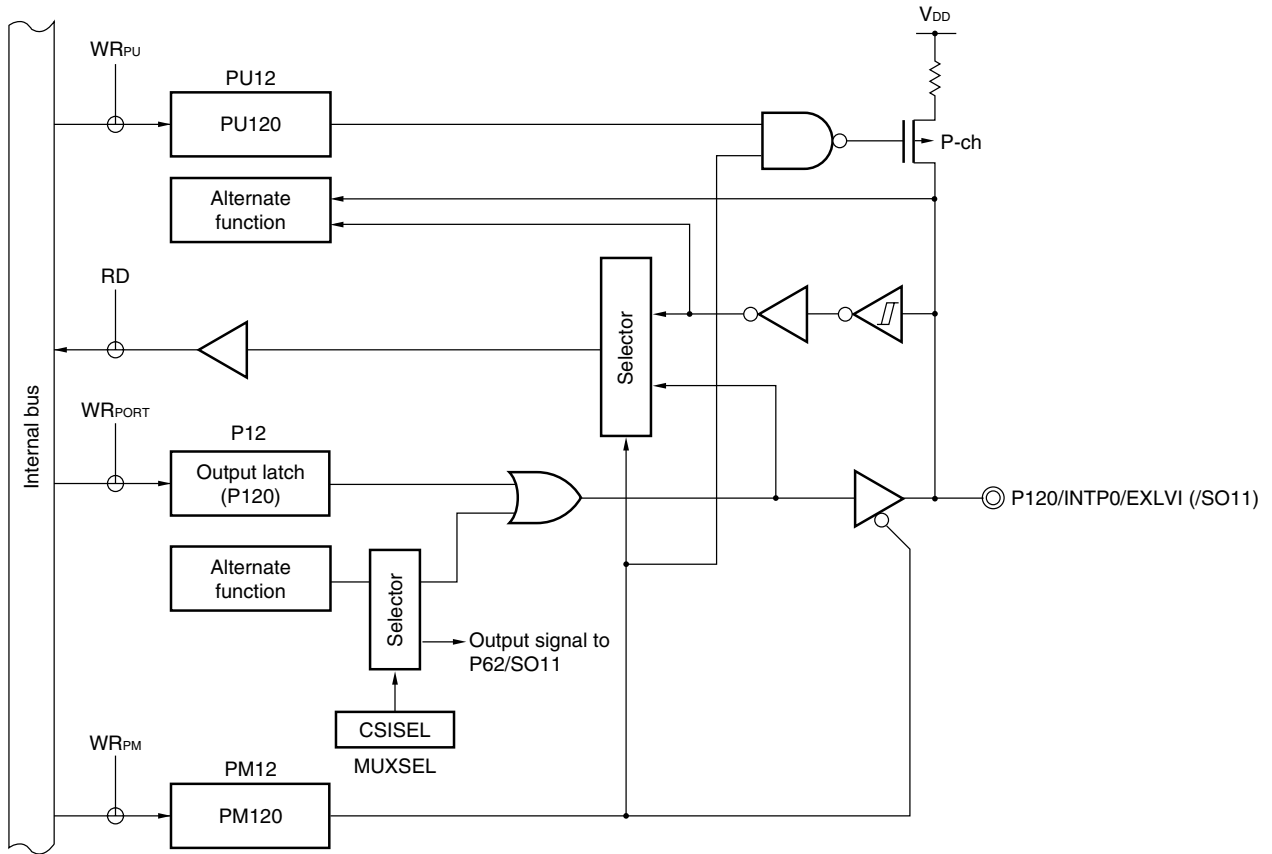 VDD
WRPU
PU12
PU120
P-ch
Alternate
function
RD
Selector
Internal bus
WRPORT
P12
Output latch
(P120)
P120/INTP0/EXLVI (/SO11)
Alternate
function
Selector
Output signal to
P62/SO11
CSISEL
MUXSEL
WRPM
PM12
PM120